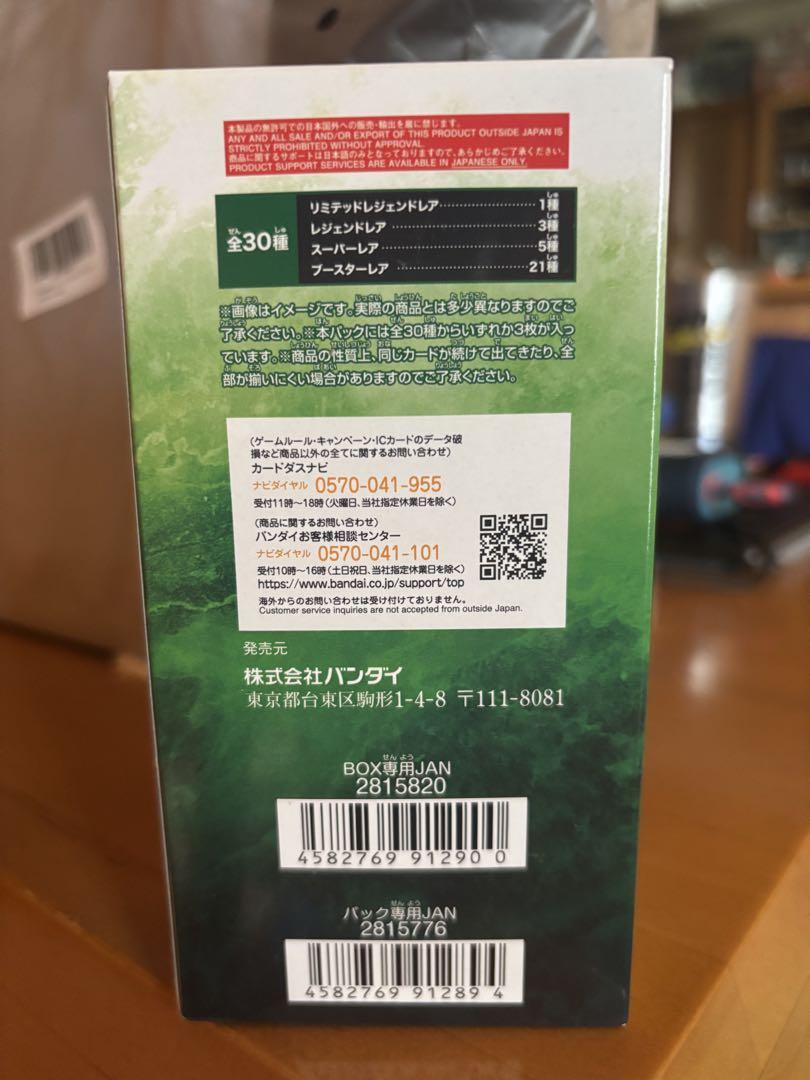 本製品の無許可での日本国外への販売・輸出を厳に禁じます。
ANY AND ALL SALE AND/OR EXPORT OF THIS PRODUCT OUTSIDE JAPAN IS
STRICTLY PROHIBITED WITHOUT APPROVAL.
商品に関するサポートは日本語のみとなっておりますので、あらかじめご了承ください。
PRODUCT SUPPORT SERVICES ARE AVAILABLE IN JAPANESE ONLY.
全30種
リミテッドレジェンドレア 1種
レジェンドレア 3種
スーパーレア 5種
ブースターレア 21種
※画像はイメージです。実際の商品とは多少異なりますのでご
了承ください。※本パックには全30種からいずれか3枚が入っ
ています。※商品の性質上、同じカードが続けて出てきたり、全
部が揃いにくい場合がありますのでご了承ください。
(ゲームルール・キャンペーン・ICカードのデータ破
損など商品以外の全てに関するお問い合わせ)
カードダスナビ
ナビダイヤル 0570-041-955
受付11時～18時(火曜日、当社指定休業日を除く)
(商品に関するお問い合わせ)
バンダイお客様相談センター
ナビダイヤル 0570-041-101
受付10時～16時(土日祝日、当社指定休業日を除く)
https://www.bandai.co.jp/support/top
海外からのお問い合わせは受け付けておりません。
Customer service inquiries are not accepted from outside Japan.
発売元
株式会社バンダイ
東京都台東区駒形1-4-8 〒111-8081
BOX専用JAN
2815820
4582769 91290 0
パック専用JAN
2815776
4582769 91289 4